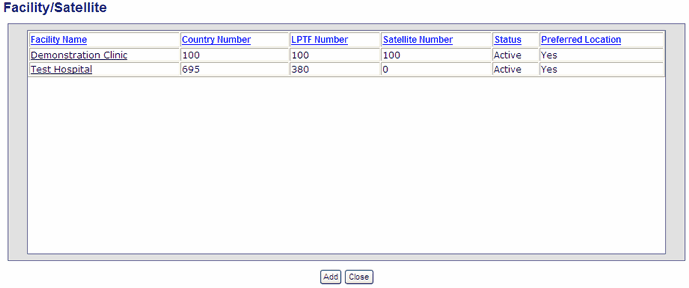 Facility/Satellite
Facility Name Country Number LPTF Number Satellite Number Status Preferred Location
Demonstration Clinic 100 100 100 Active Yes
Test Hospital 695 380 0 Active Yes
Add Close